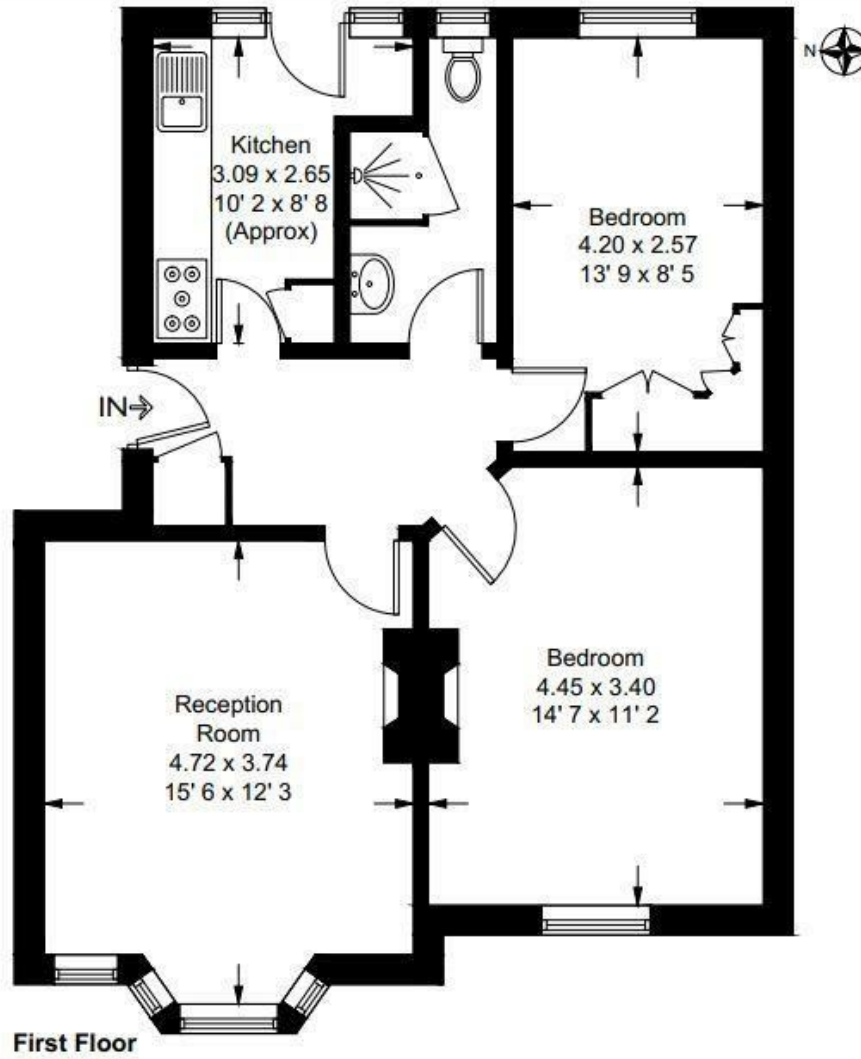 N
Kitchen
3.09 x 2.65
10' 2 x 8' 8
(Approx)
Bedroom
4.20 x 2.57
13' 9 x 8' 5
IN
Reception
Room
4.72 x 3.74
15' 6 x 12' 3
Bedroom
4.45 x 3.40
14' 7 x 11' 2
First Floor